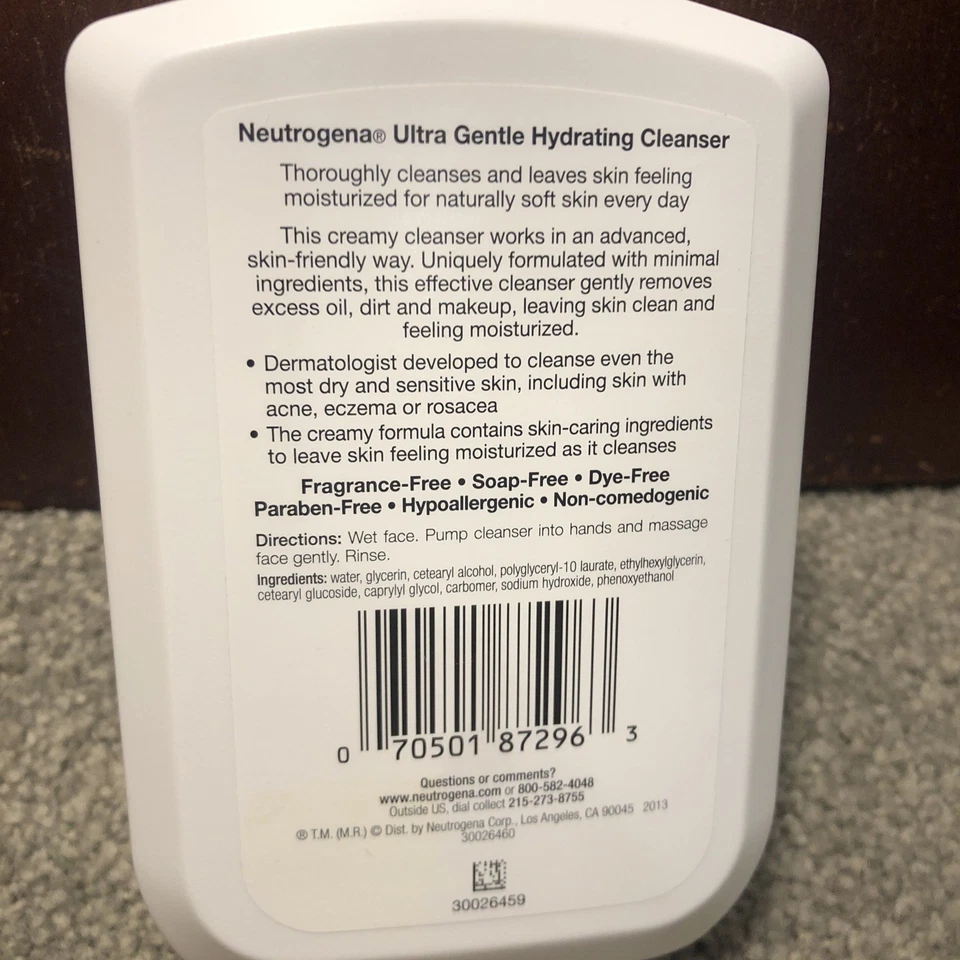 Neutrogena® Ultra Gentle Hydrating Cleanser
Thoroughly cleanses and leaves skin feeling
moisturized for naturally soft skin every day
This creamy cleanser works in an advanced,
skin-friendly way. Uniquely formulated with minimal
ingredients, this effective cleanser gently removes
excess oil, dirt and makeup, leaving skin clean and
feeling moisturized.
• Dermatologist developed to cleanse even the
most dry and sensitive skin, including skin with
acne, eczema or rosacea
• The creamy formula contains skin-caring ingredients
to leave skin feeling moisturized as it cleanses
Fragrance-Free • Soap-Free • Dye-Free
Paraben-Free • Hypoallergenic • Non-comedogenic
Directions: Wet face. Pump cleanser into hands and massage
face gently. Rinse.
Ingredients: water, glycerin, cetearyl alcohol, polyglyceryl-10 laurate, ethylhexylglycerin,
cetearyl glucoside, caprylyl glycol, carbomer, sodium hydroxide, phenoxyethanol
0 70501 87296 3
Questions or comments?
www.neutrogena.com or 800-582-4048
Outside US, dial collect 215-273-8755
® T.M. (M.R.) © Dist. by Neutrogena Corp., Los Angeles, CA 90045 2013
30026460
30026459